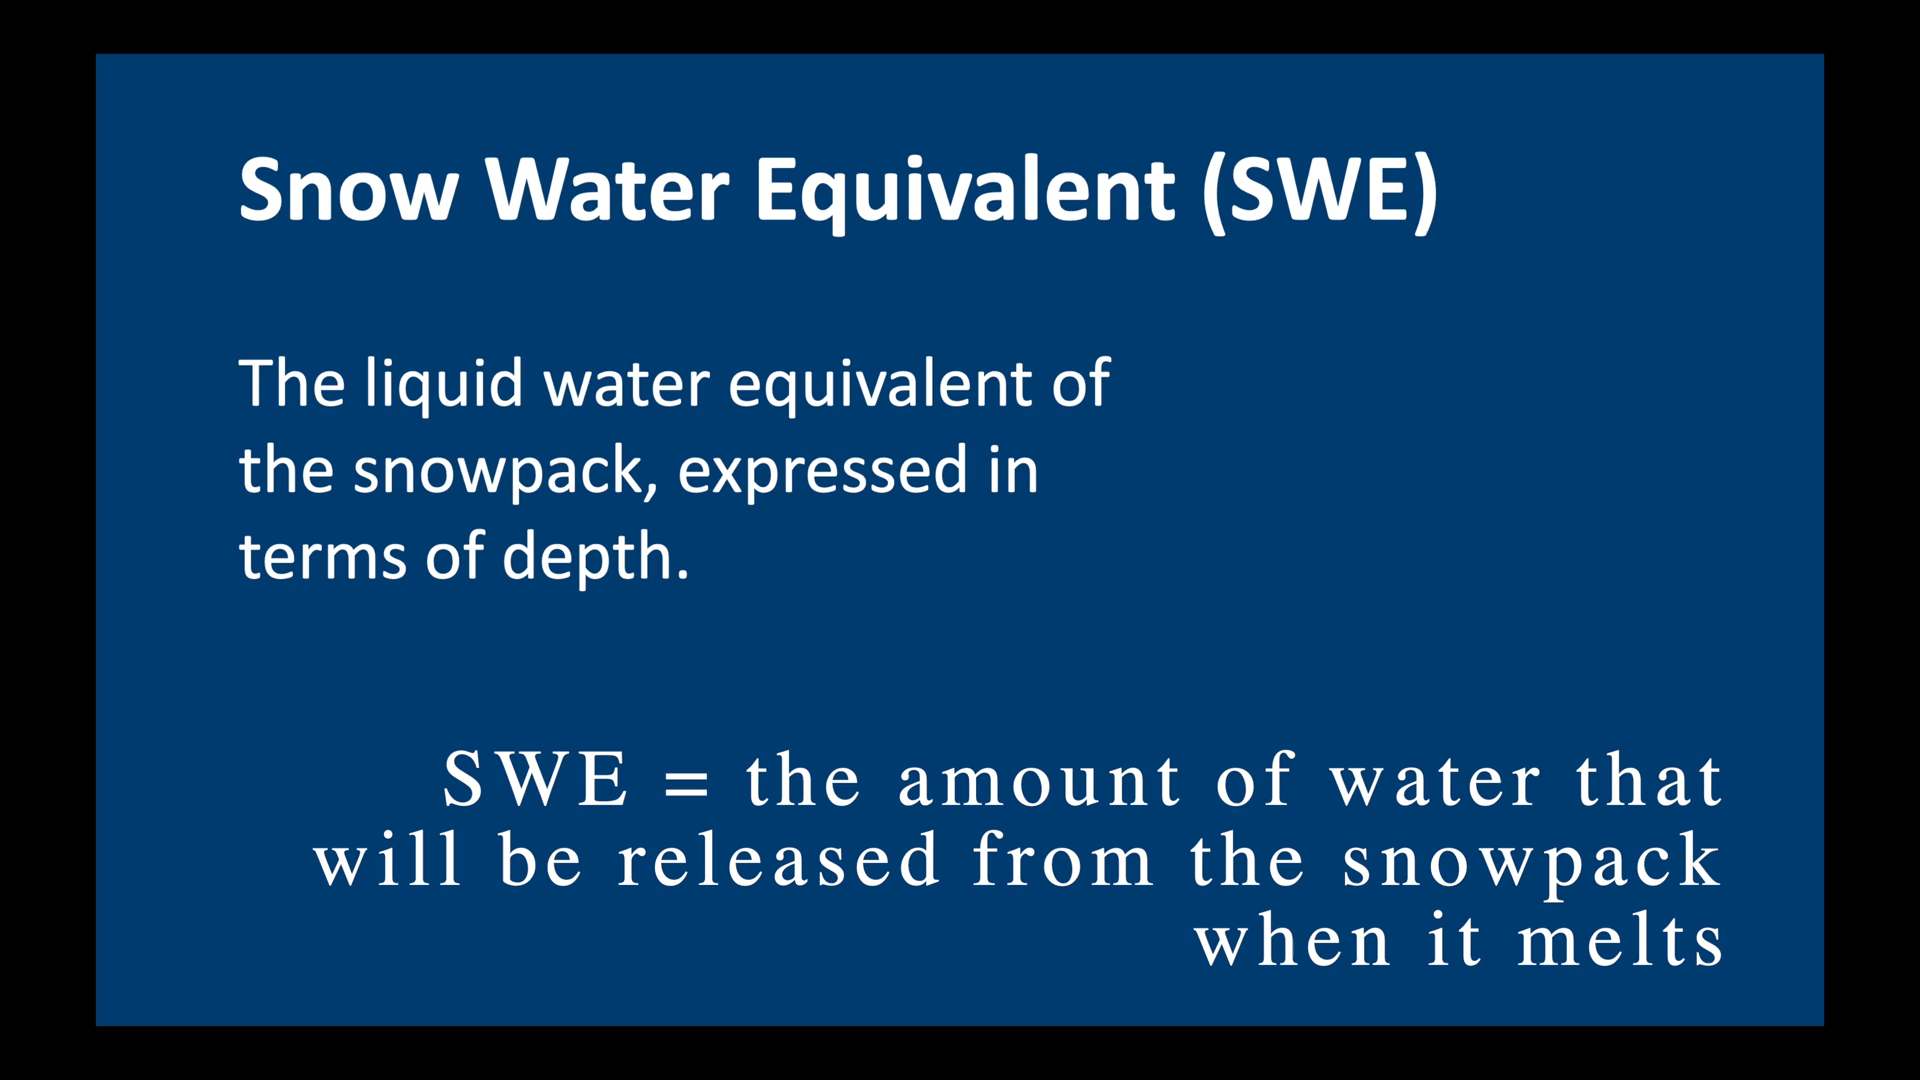 Snow Water Equivalent (SWE)
The liquid water equivalent of
the snowpack, expressed in
terms of depth.
SWE = the amount of water that
will be released from the snowpack
when it melts